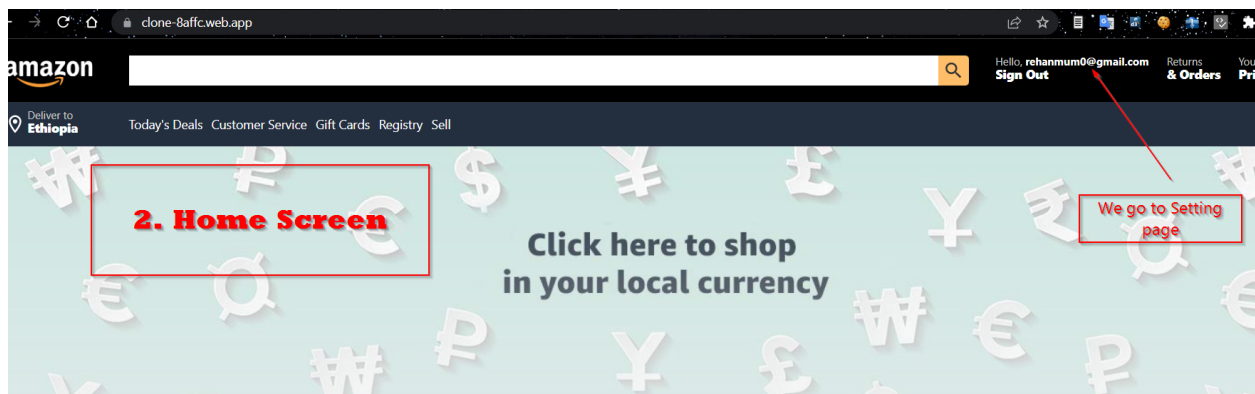 clone-8affc.web.app
amazon
Hello, rehanmum0@gmail.com
Sign Out
Returns
& Orders
You
Pri
Deliver to
Ethiopia
Today's Deals Customer Service Gift Cards Registry Sell
2. Home Screen
We go to Setting
page
Click here to shop
in your local currency